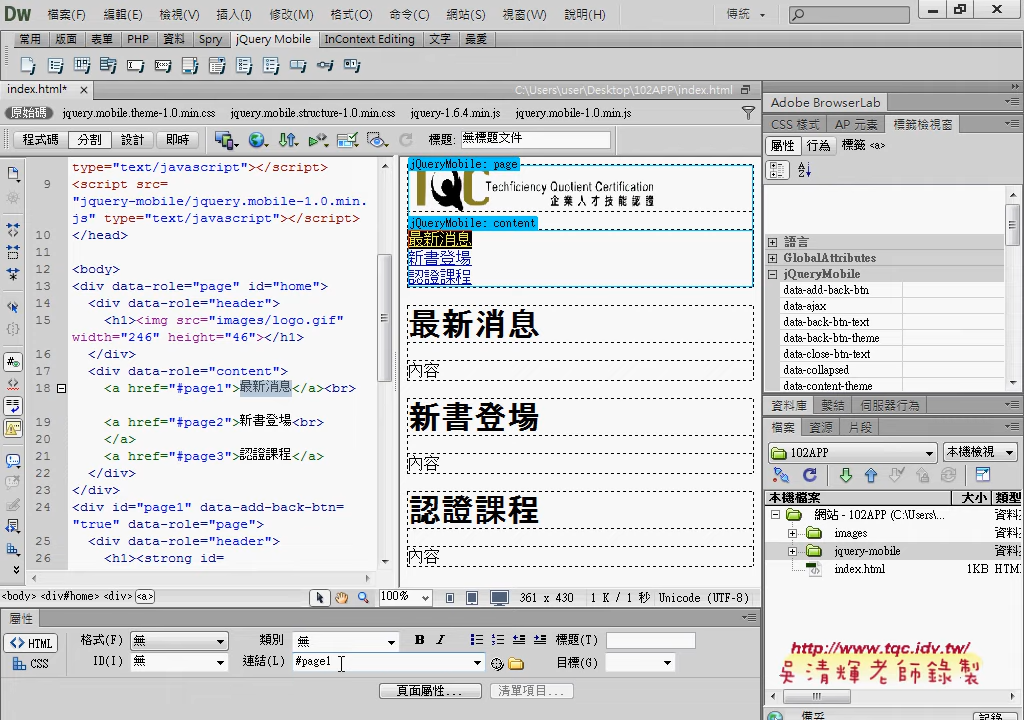 Dw 檔案(F) 編輯(E) 檢視(V) 插入(I) 修改(M) 格式(O) 命令(C) 網站(S) 視窗(W) 說明(H) 傳統
常用 版面 表單 PHP 資料 Spry jQuery Mobile InContext Editing 文字 我的最愛
index.html* C:\Users\user\Desktop\102APP\index.html
原始碼 jquery.mobile.theme-1.0.min.css jquery.mobile.structure-1.0.min.css jquery-1.6.4.min.js jquery.mobile-1.0.min.js
程式碼 分割 設計 即時 標題: 無標題文件
type="text/javascript"></script>
9 <script src=
"jquery-mobile/jquery.mobile-1.0.min.
js" type="text/javascript"></script>
10 </head>
11
12 <body>
13 <div data-role="page" id="home">
14 <div data-role="header">
15 <h1><img src="images/logo.gif"
width="246" height="46"></h1>
16 </div>
17 <div data-role="content">
18 <a href="#page1">最新消息</a><br>
19 <a href="#page2">新書登場<br>
20 </a>
21 <a href="#page3">認證課程</a>
22 </div>
23 </div>
24 <div id="page1" data-add-back-btn=
"true" data-role="page">
25 <div data-role="header">
26 <h1><strong id=
jQueryMobile: page
TQC Techficiency Quotient Certification
企業人才技能認證
jQueryMobile: content
最新消息
新書登場
認證課程
最新消息
內容
新書登場
內容
認證課程
內容
<body> <div#home> <div> <a> 100% 361 x 430 1 K / 1 秒 Unicode (UTF-8)
屬性
<> HTML 格式(F) 無 類別 無 B I 標題(T)
CSS ID(I) 無 連結(L) #page1 目標(G)
頁面屬性... 清單項目...
Adobe BrowserLab
CSS 樣式 AP 元素 標籤檢視窗
屬性 行為 標籤 <a>
語言
GlobalAttributes
jQueryMobile
data-add-back-btn
data-ajax
data-back-btn-text
data-back-btn-theme
data-close-btn-text
data-collapsed
data-content-theme
資料庫 繫結 伺服器行為
檔案 資源 片段
102APP 本機檢視
本機檔案 大小 類型
網站 - 102APP (C:\Users\... 資料
images 資料
jquery-mobile 資料
index.html 1KB HTM
http://www.tqc.idv.tw/
吳清輝老師錄製
備妥 記錄